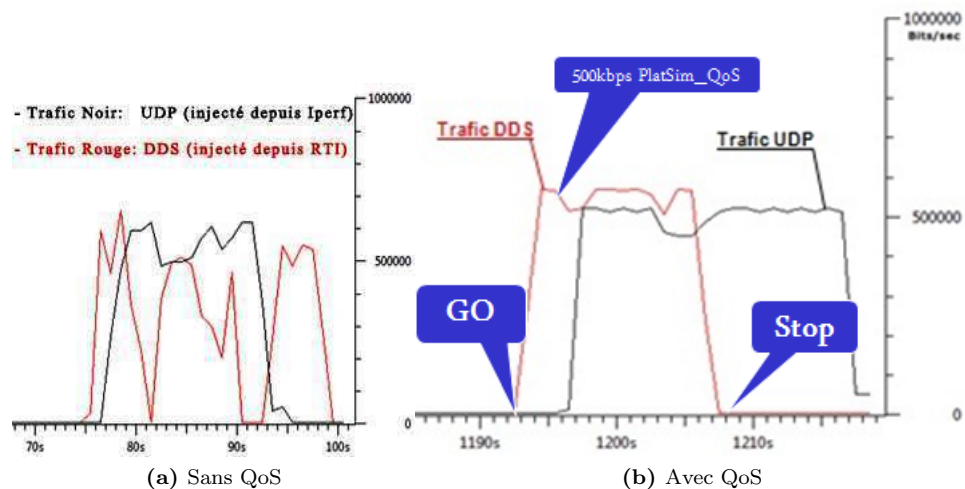 - Trafic Noir: UDP (injecté depuis Iperf)
- Trafic Rouge: DDS (injecté depuis RTI)
1000000
500000
0
70s 80s 90s 100s
(a) Sans QoS
1000000
Bits/sec
500kbps PlatSim_QoS
Trafic DDS
Trafic UDP
500000
GO
Stop
0
1190s 1200s 1210s
(b) Avec QoS